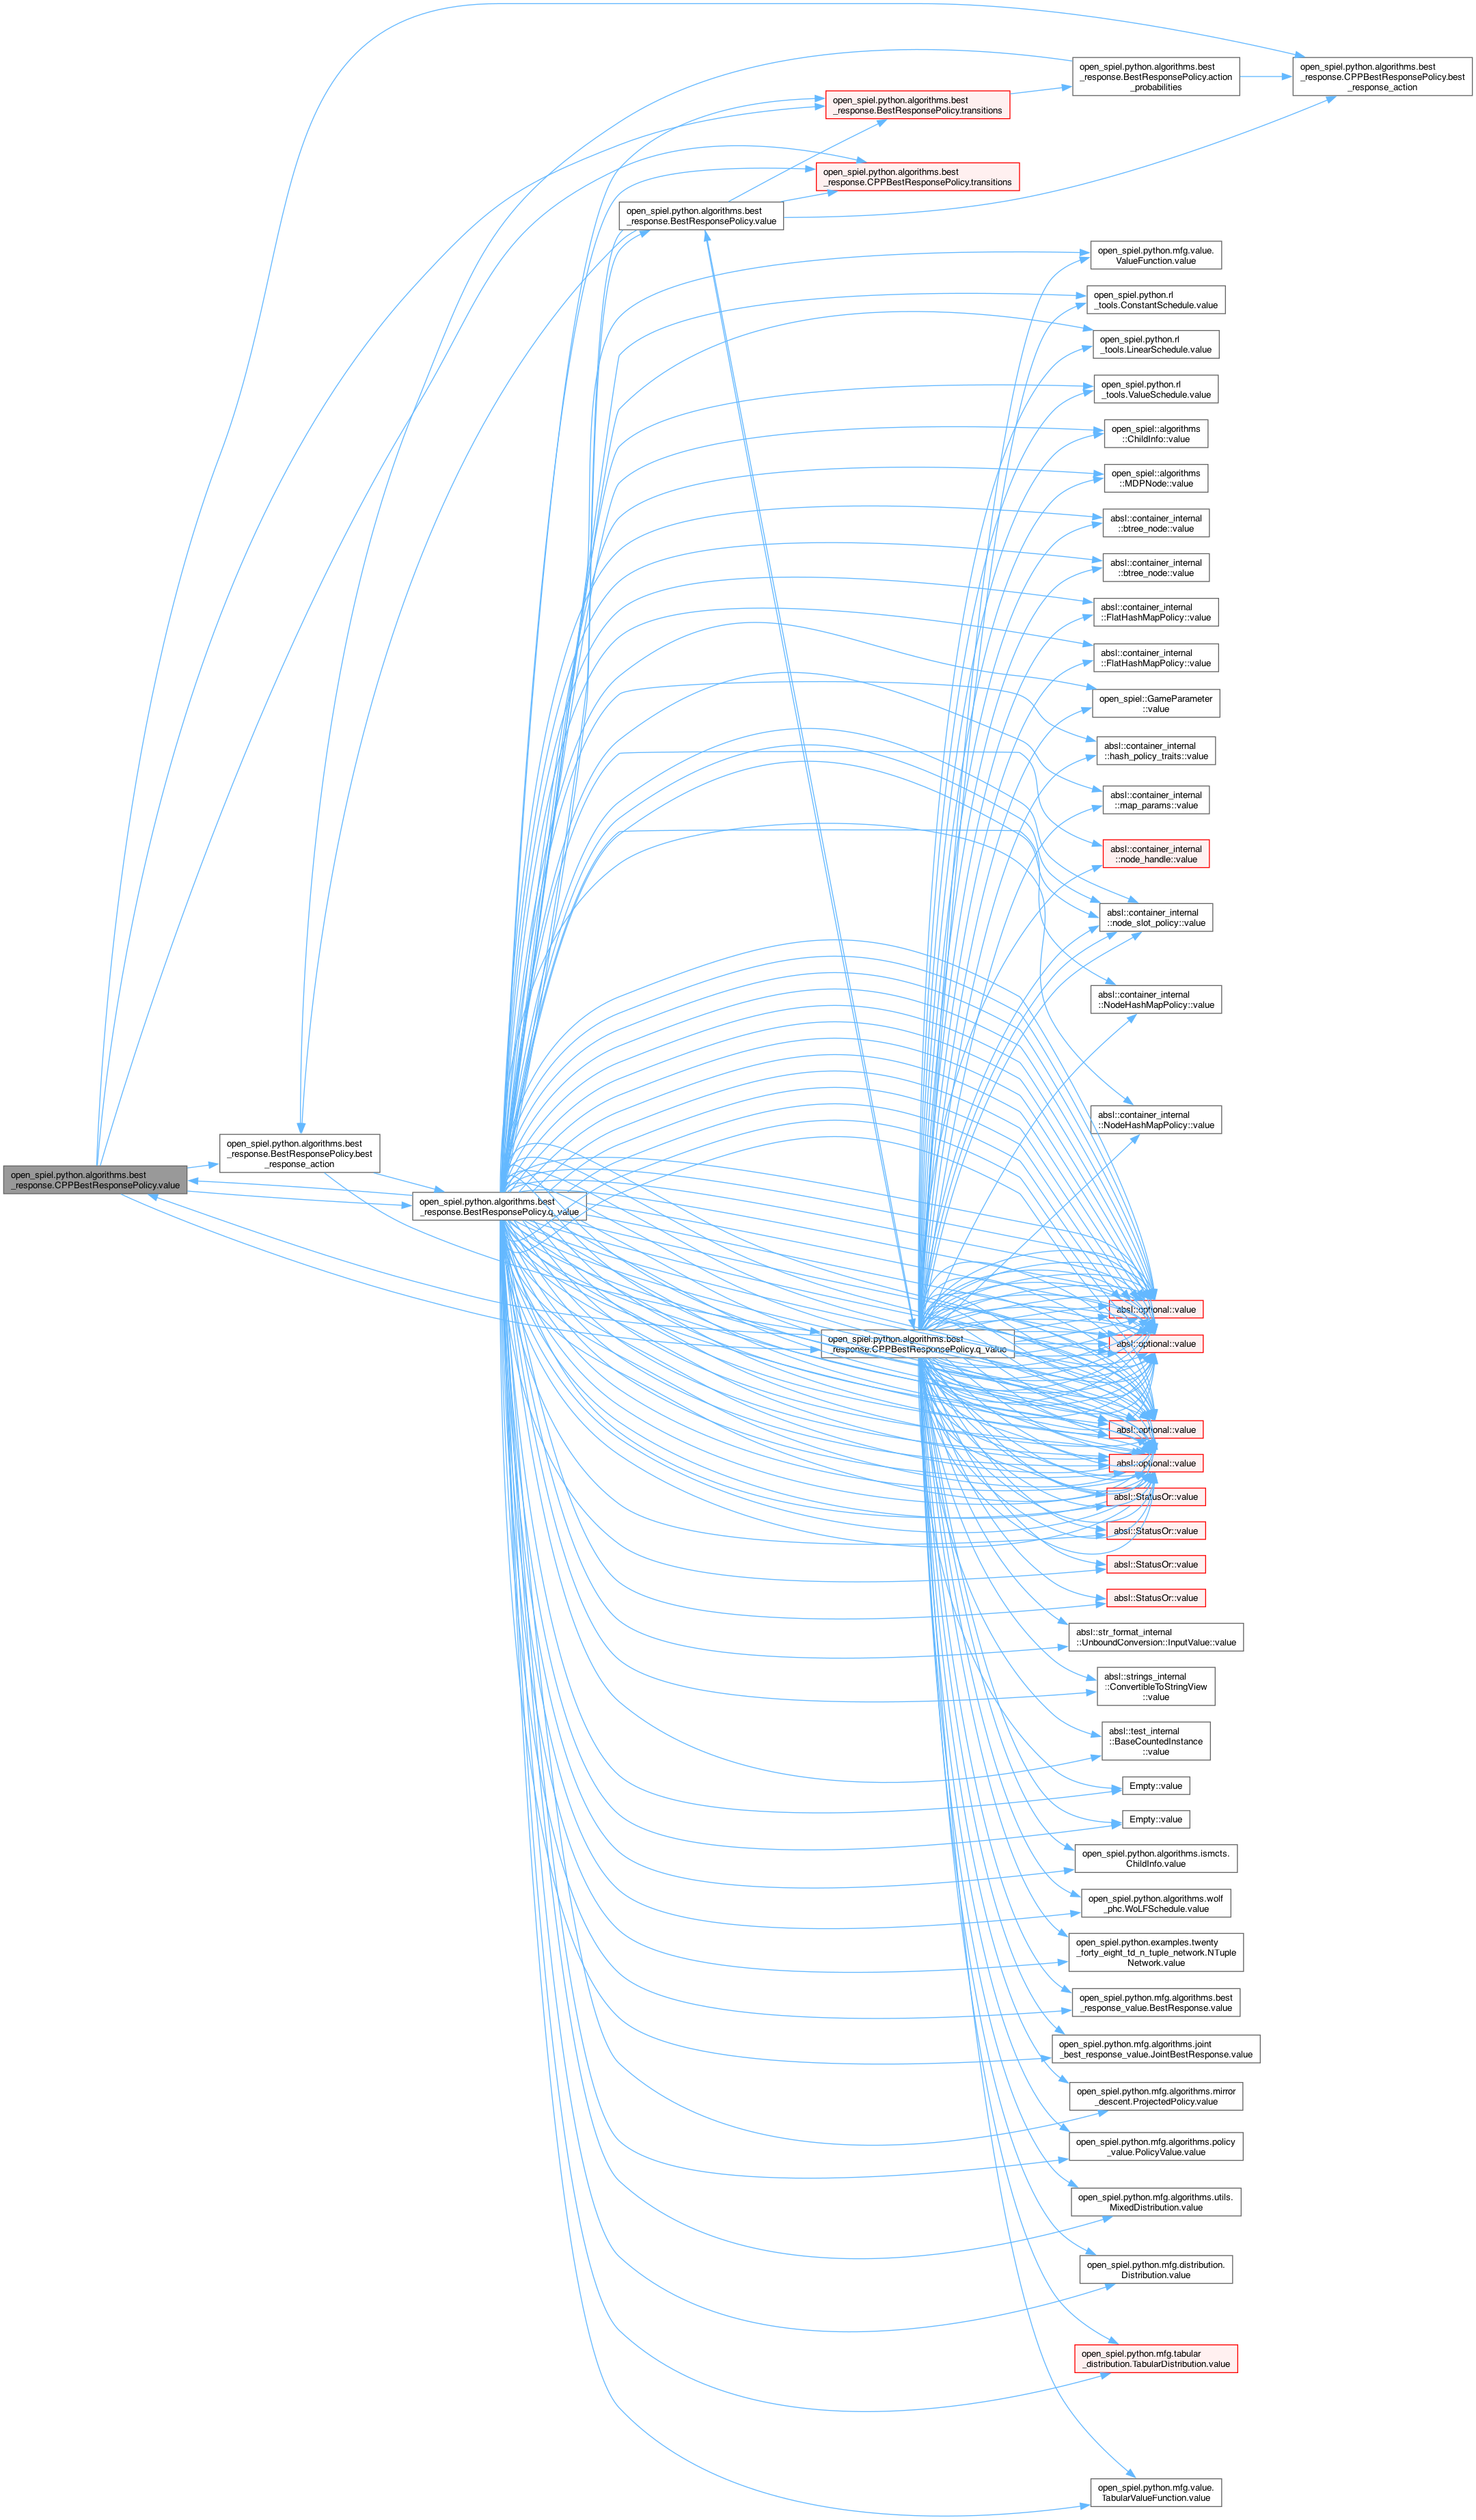 open_spiel.python.algorithms.best
_response.CPPBestResponsePolicy.value
open_spiel.python.algorithms.best
_response.BestResponsePolicy.best
_response_action
open_spiel.python.algorithms.best
_response.BestResponsePolicy.q_value
open_spiel.python.algorithms.best
_response.BestResponsePolicy.value
open_spiel.python.algorithms.best
_response.BestResponsePolicy.transitions
open_spiel.python.algorithms.best
_response.CPPBestResponsePolicy.transitions
open_spiel.python.algorithms.best
_response.CPPBestResponsePolicy.q_value
open_spiel.python.algorithms.best
_response.BestResponsePolicy.action
_probabilities
open_spiel.python.algorithms.best
_response.CPPBestResponsePolicy.best
_response_action
open_spiel.python.mfg.value.
ValueFunction.value
open_spiel.python.rl
_tools.ConstantSchedule.value
open_spiel.python.rl
_tools.LinearSchedule.value
open_spiel.python.rl
_tools.ValueSchedule.value
open_spiel::algorithms
::ChildInfo::value
open_spiel::algorithms
::MDPNode::value
absl::container_internal
::btree_node::value
absl::container_internal
::btree_node::value
absl::container_internal
::FlatHashMapPolicy::value
absl::container_internal
::FlatHashMapPolicy::value
open_spiel::GameParameter
::value
absl::container_internal
::hash_policy_traits::value
absl::container_internal
::map_params::value
absl::container_internal
::node_handle::value
absl::container_internal
::node_slot_policy::value
absl::container_internal
::NodeHashMapPolicy::value
absl::container_internal
::NodeHashMapPolicy::value
absl::optional::value
absl::optional::value
absl::optional::value
absl::optional::value
absl::StatusOr::value
absl::StatusOr::value
absl::StatusOr::value
absl::StatusOr::value
absl::str_format_internal
::UnboundConversion::InputValue::value
absl::strings_internal
::ConvertibleToStringView
::value
absl::test_internal
::BaseCountedInstance
::value
Empty::value
Empty::value
open_spiel.python.algorithms.ismcts.
ChildInfo.value
open_spiel.python.algorithms.wolf
_phc.WoLFSchedule.value
open_spiel.python.examples.twenty
_forty_eight_td_n_tuple_network.NTuple
Network.value
open_spiel.python.mfg.algorithms.best
_response_value.BestResponse.value
open_spiel.python.mfg.algorithms.joint
_best_response_value.JointBestResponse.value
open_spiel.python.mfg.algorithms.mirror
_descent.ProjectedPolicy.value
open_spiel.python.mfg.algorithms.policy
_value.PolicyValue.value
open_spiel.python.mfg.algorithms.utils.
MixedDistribution.value
open_spiel.python.mfg.distribution.
Distribution.value
open_spiel.python.mfg.tabular
_distribution.TabularDistribution.value
open_spiel.python.mfg.value.
TabularValueFunction.value